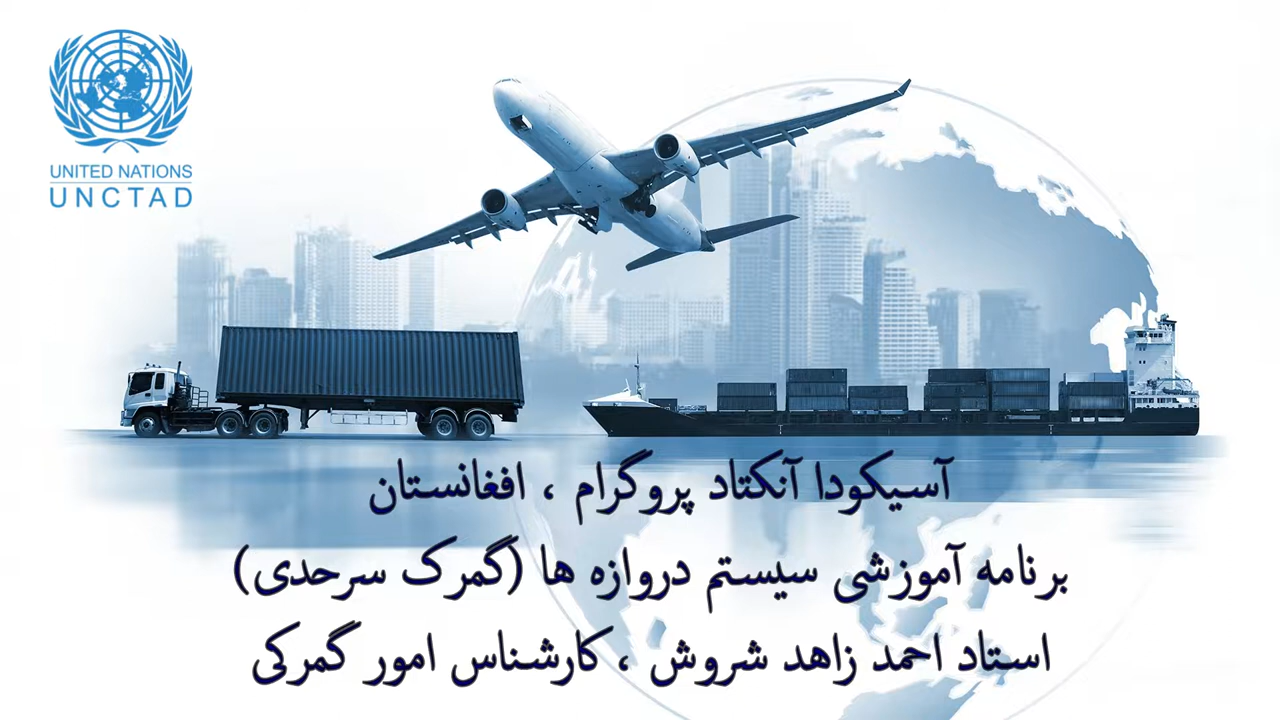 UNITED NATIONS
UNCTAD
آسیکودا آنکتاد پروگرام ، افغانستان
برنامه آموزشی سیستم دروازه ها (گمرک سرحدی)
استاد احمد زاهد شروش ، کارشناس امور گمرکی